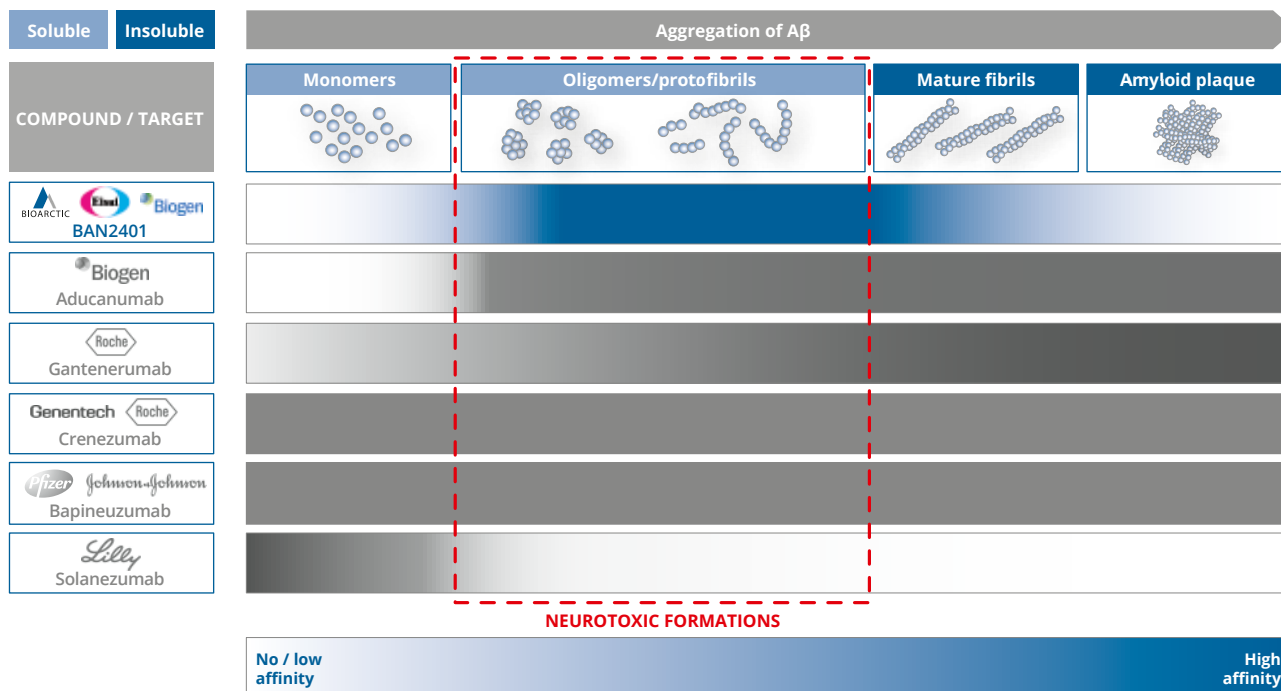 Soluble
Insoluble
Aggregation of Aβ
COMPOUND / TARGET
Monomers
Oligomers/protofibrils
Mature fibrils
Amyloid plaque
BIOARCTIC
Eisai
Biogen
BAN2401
Biogen
Aducanumab
Roche
Gantenerumab
Genentech
Roche
Crenezumab
Pfizer
Johnson&Johnson
Bapineuzumab
Lilly
Solanezumab
NEUROTOXIC FORMATIONS
No / low
affinity
High
affinity